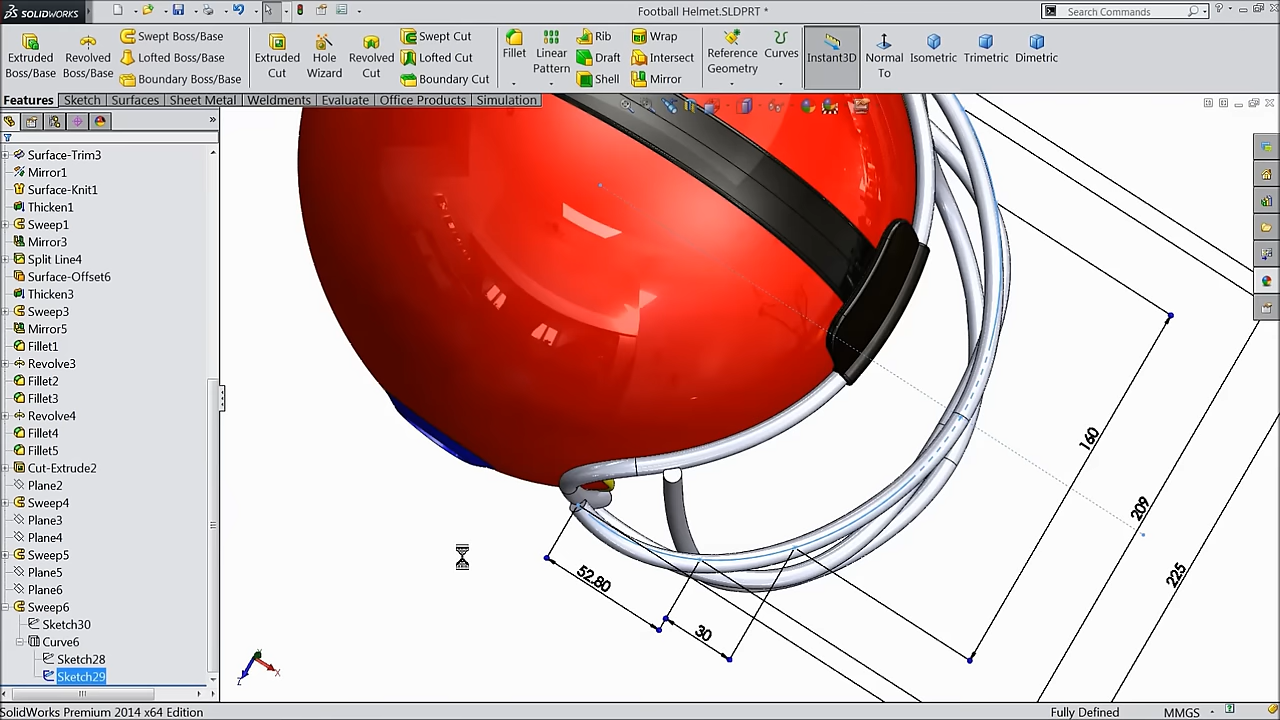 SOLIDWORKS
Football Helmet.SLDPRT *
Search Commands
Extruded Boss/Base
Revolved Boss/Base
Swept Boss/Base
Lofted Boss/Base
Boundary Boss/Base
Extruded Cut
Hole Wizard
Revolved Cut
Swept Cut
Lofted Cut
Boundary Cut
Fillet
Linear Pattern
Rib
Draft
Shell
Wrap
Intersect
Mirror
Reference Geometry
Curves
Instant3D
Normal To
Isometric
Trimetric
Dimetric
Features
Sketch
Surfaces
Sheet Metal
Weldments
Evaluate
Office Products
Simulation
Surface-Trim3
Mirror1
Surface-Knit1
Thicken1
Sweep1
Mirror3
Split Line4
Surface-Offset6
Thicken3
Sweep3
Mirror5
Fillet1
Revolve3
Fillet2
Fillet3
Revolve4
Fillet4
Fillet5
Cut-Extrude2
Plane2
Sweep4
Plane3
Plane4
Sweep5
Plane5
Plane6
Sweep6
Sketch30
Curve6
Sketch28
Sketch29
160
209
225
52.80
30
SolidWorks Premium 2014 x64 Edition
Fully Defined
MMGS